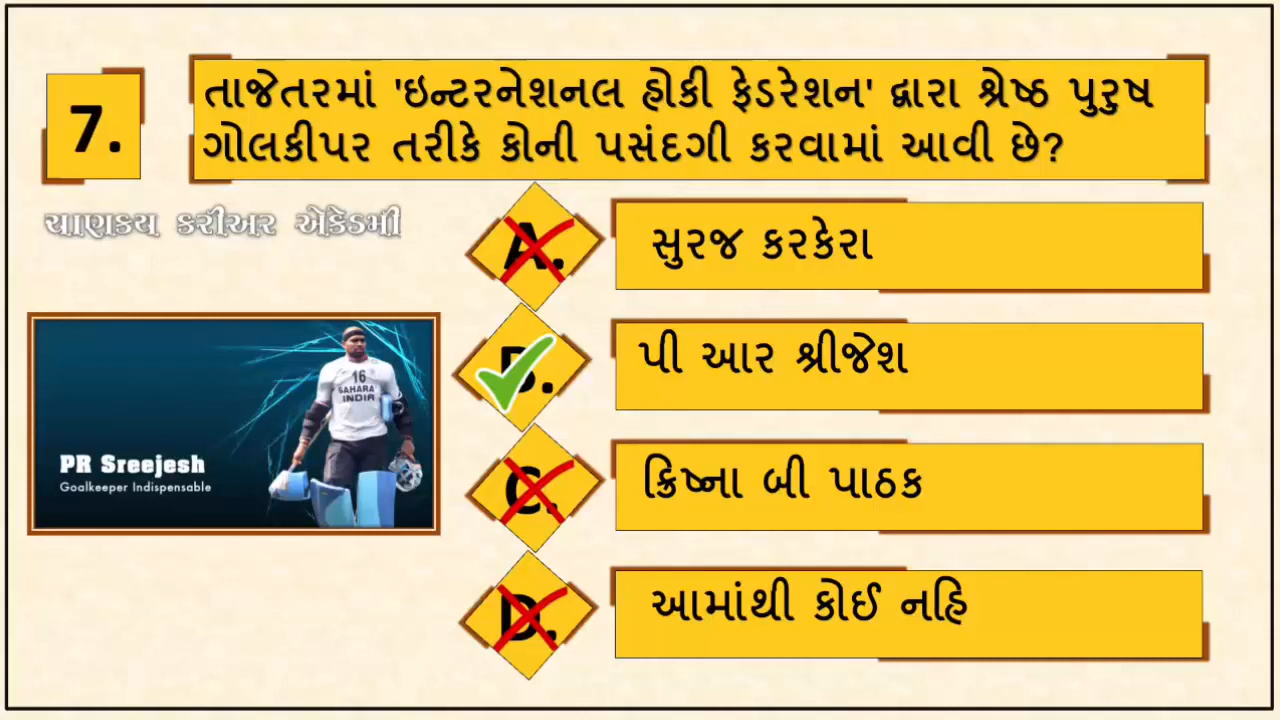 7.
તાજેતરમાં 'ઇન્ટરનેશનલ હોકી ફેડરેશન' દ્વારા શ્રેષ્ઠ પુરુષ
ગોલકીપર તરીકે કોની પસંદગી કરવામાં આવી છે?
ચાણક્ય કરીઅર એકેડમી
A. સુરજ કરકેરા
B. પી આર શ્રીજેશ
C. ક્રિષ્ના બી પાઠક
D. આમાંથી કોઈ નહિ
16
SAHARA
INDIA
PR Sreejesh
Goalkeeper Indispensable